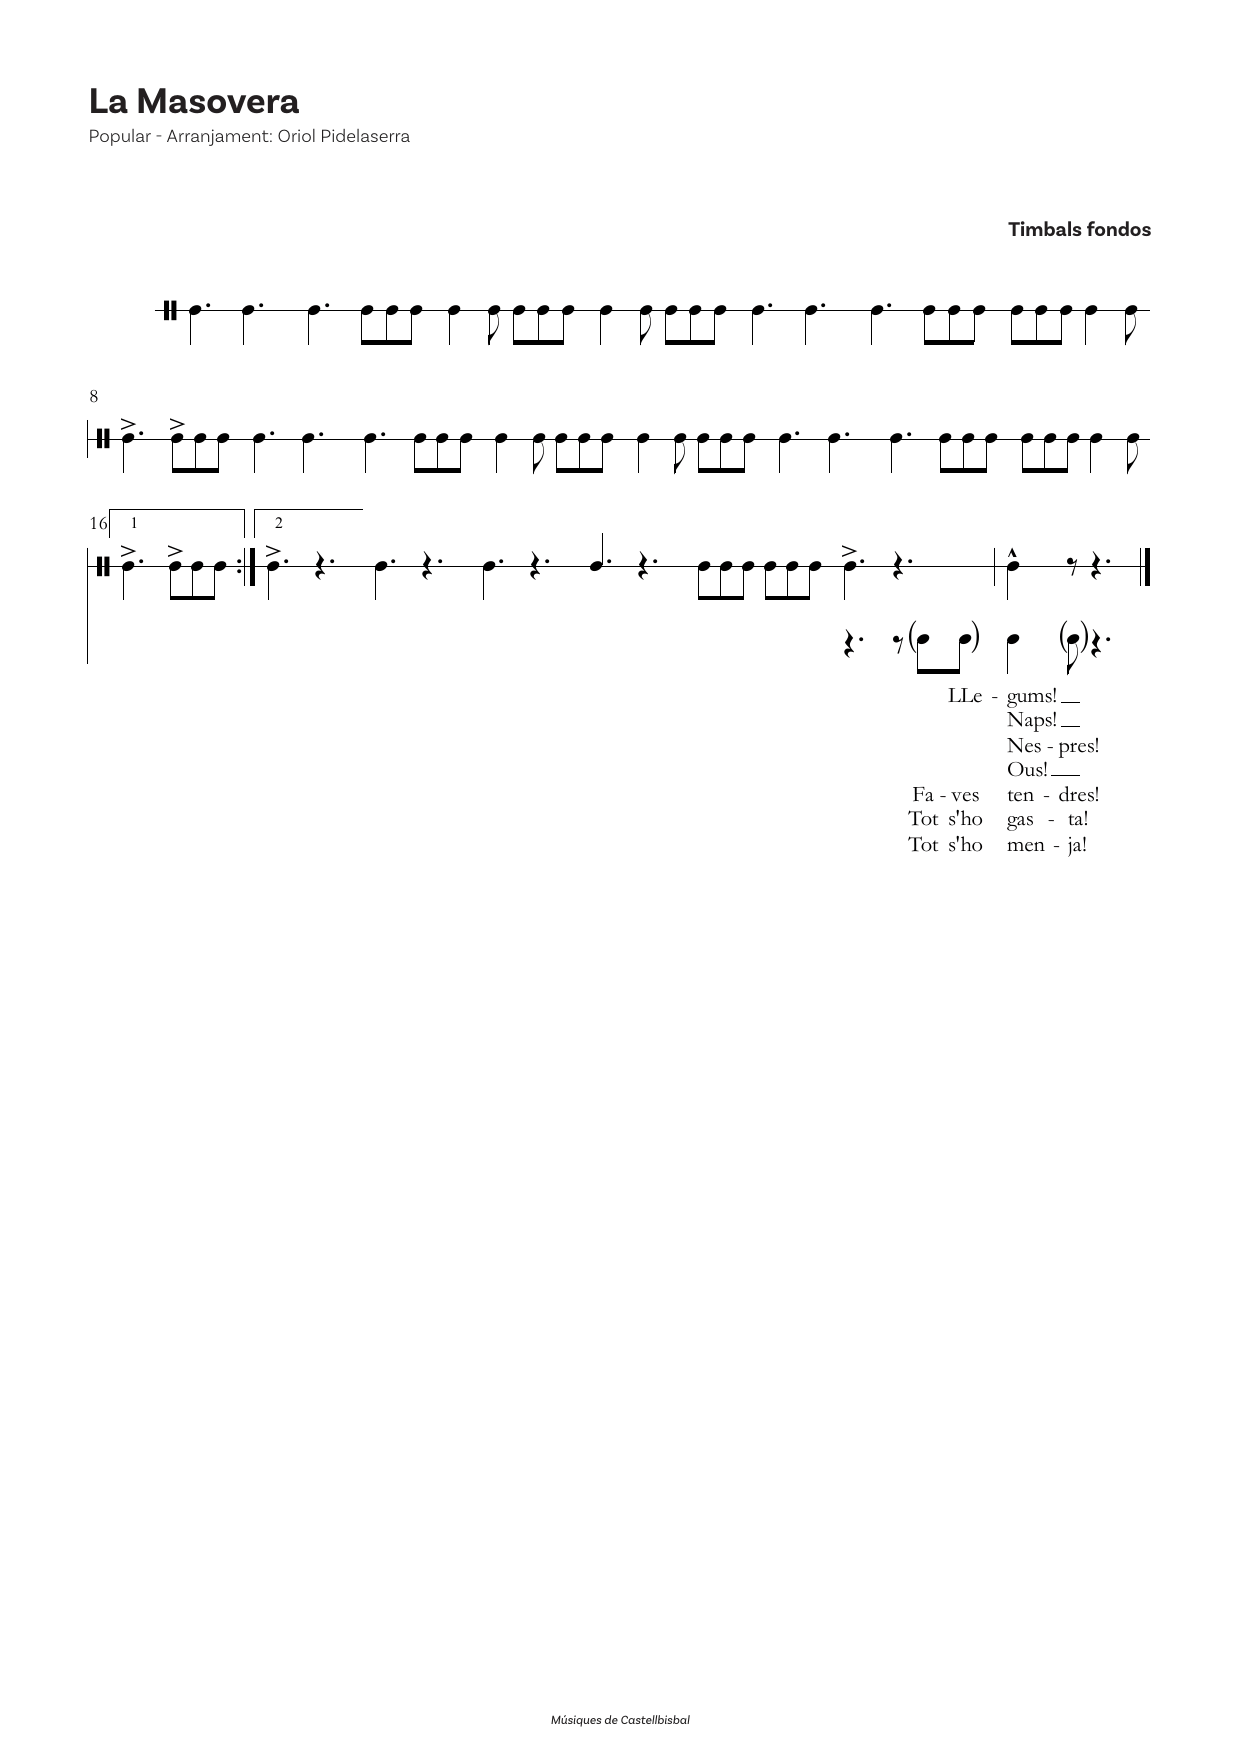 La Masovera
Popular - Arranjament: Oriol Pidelaserra
Timbals fondos
8
16 1 2
LLe - gums!
Naps!
Nes - pres!
Ous!
Fa - ves ten - dres!
Tot s'ho gas - ta!
Tot s'ho men - ja!
Músiques de Castellbisbal